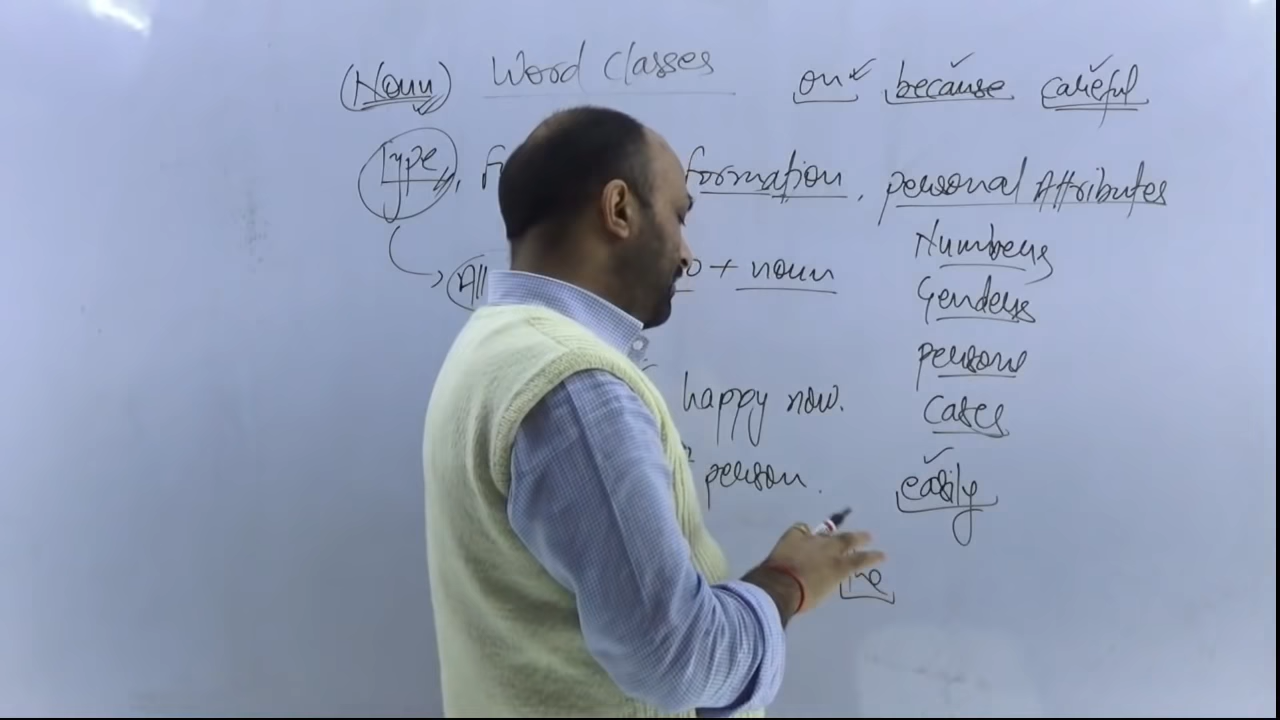 (Noun) Word Classes on because careful
Type, formation, personal Attributes
Numbers
All + noun
Genders
persons
happy now.
Cases
person.
easily